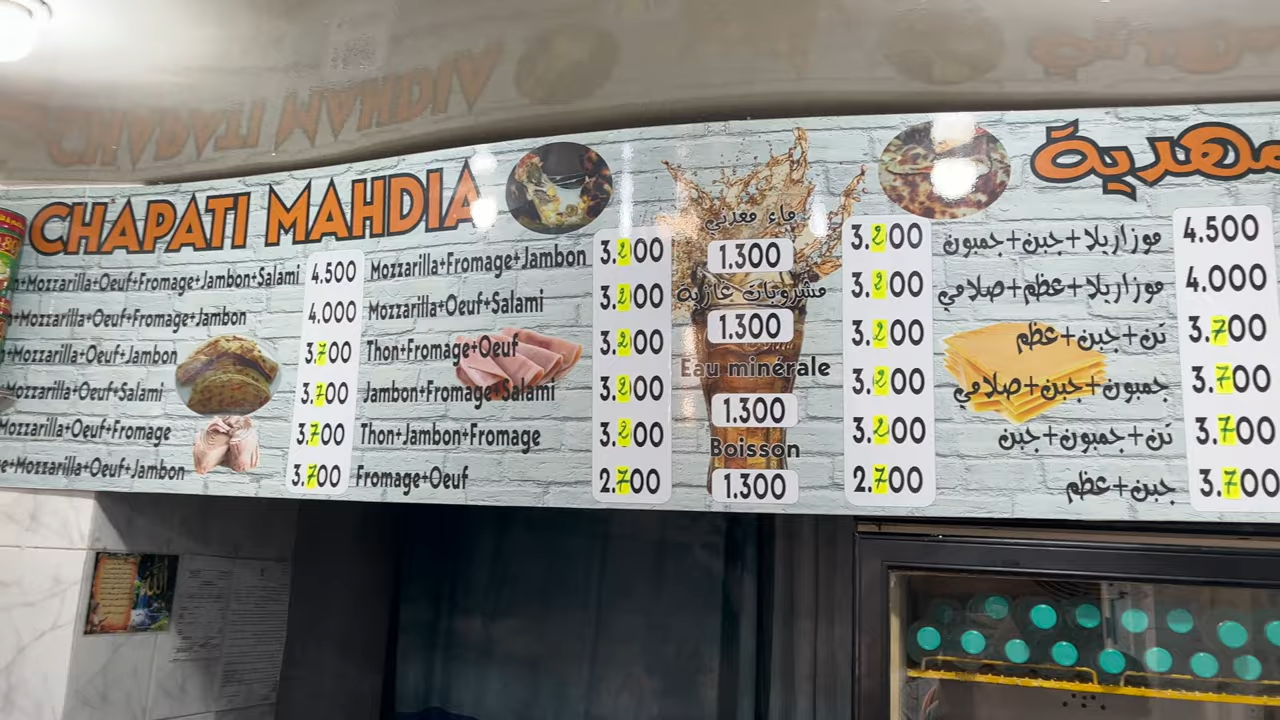 CHAPATI MAHDIA
مهدية
+Mozzarilla+Oeuf+Fromage+Jambon+Salami 4.500
+Mozzarilla+Oeuf+Fromage+Jambon 4.000
+Mozzarilla+Oeuf+Jambon 3.700
Mozzarilla+Oeuf+Salami 3.700
Mozzarilla+Oeuf+Fromage 3.700
+Mozzarilla+Oeuf+Jambon 3.700
Mozzarilla+Fromage+Jambon 3.200
Mozzarilla+Oeuf+Salami 3.200
Thon+Fromage+Oeuf 3.200
Jambon+Fromage+Salami 3.200
Thon+Jambon+Fromage 3.200
Fromage+Oeuf 2.700
ماء معدني
1.300
مشروبات غازية
1.300
Eau minérale
1.300
Boisson
1.300
3.200 موزاريلا+جبن+جمبون
3.200 موزاريلا+عظم+صلامي
3.200 تن+جبن+عظم
3.200 جمبون+جبن+صلامي
3.200 تن+جمبون+جبن
2.700 جبن+عظم
4.500
4.000
3.700
3.700
3.700
3.700